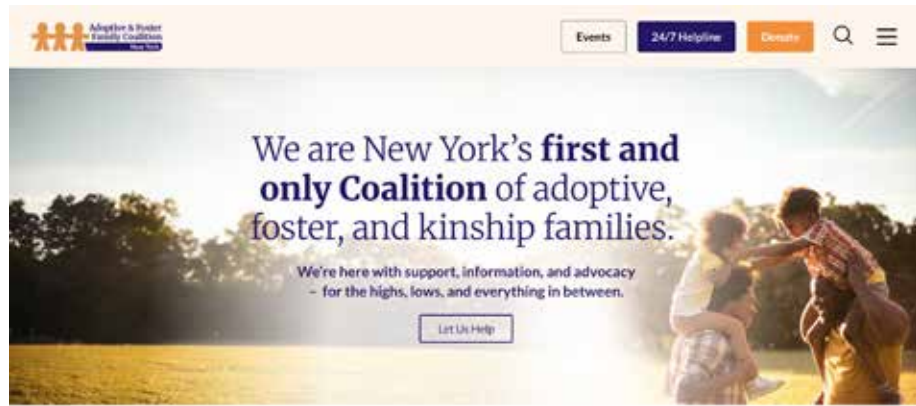 Adoptive & Foster
Family Coalition
New York
Events
24/7 Helpline
Donate
We are New York's first and
only Coalition of adoptive,
foster, and kinship families.
We're here with support, information, and advocacy
– for the highs, lows, and everything in between.
Let Us Help